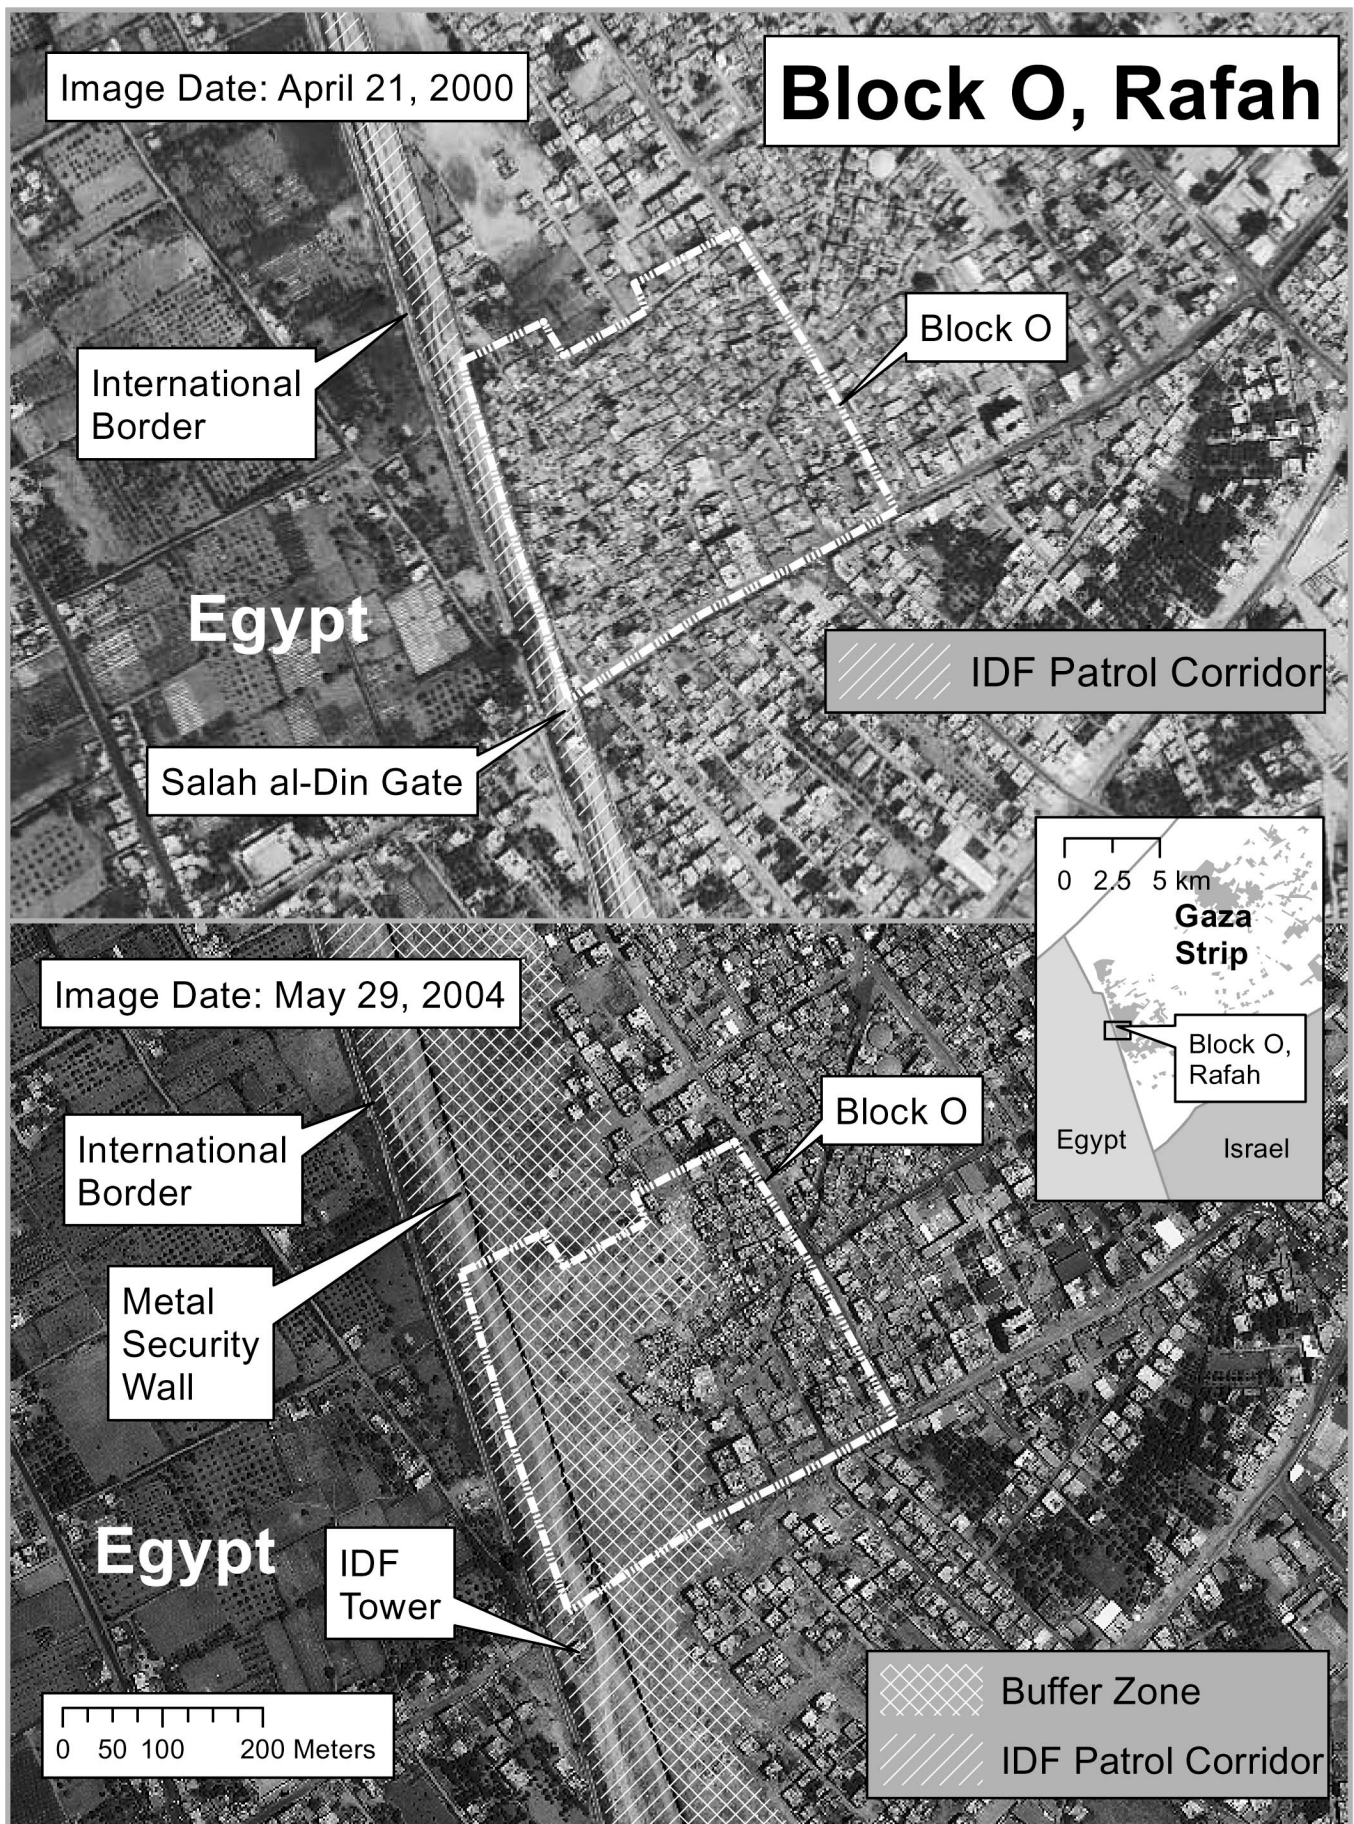 Image Date: April 21, 2000
Block O, Rafah
Block O
International
Border
Egypt
IDF Patrol Corridor
Salah al-Din Gate
0 2.5 5 km
Gaza
Strip
Block O,
Rafah
Egypt
Israel
Image Date: May 29, 2004
Block O
International
Border
Metal
Security
Wall
Egypt
IDF
Tower
Buffer Zone
IDF Patrol Corridor
0 50 100 200 Meters